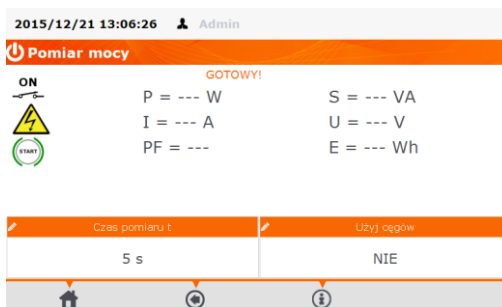 2015/12/21 13:06:26 Admin
Pomiar mocy
GOTOWY!
ON
P = --- W S = --- VA
I = --- A U = --- V
START
PF = --- E = --- Wh
Czas pomiaru t Użyj cęgów
5 s NIE